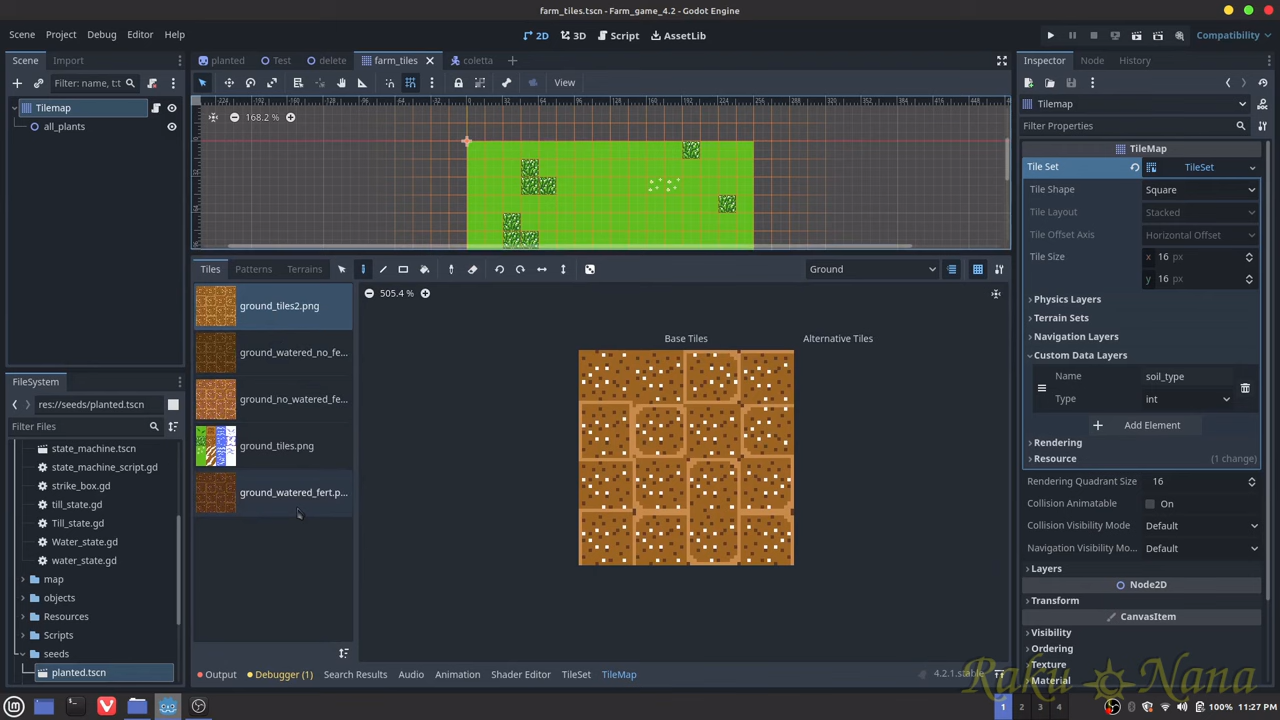 farm_tiles.tscn - Farm_game_4.2 - Godot Engine
Scene Project Debug Editor Help
2D 3D Script AssetLib
Compatibility
Scene Import
planted Test delete farm_tiles coletta
Inspector Node History
Filter: name, t:t
View
Tilemap
all_plants
168.2 %
Tilemap
Filter Properties
TileMap
Tile Set TileSet
Tile Shape Square
Tile Layout Stacked
Tile Offset Axis Horizontal Offset
Tile Size x 16 px
y 16 px
Physics Layers
Terrain Sets
Navigation Layers
Custom Data Layers
Name soil_type
Type int
Add Element
Rendering
Resource (1 change)
Rendering Quadrant Size 16
Collision Animatable On
Collision Visibility Mode Default
Navigation Visibility Mo... Default
Layers
Node2D
Transform
CanvasItem
Visibility
Ordering
Texture
Material
Tiles Patterns Terrains
Ground
505.4 %
ground_tiles2.png
ground_watered_no_fe...
ground_no_watered_fe...
ground_tiles.png
ground_watered_fert.p...
Base Tiles Alternative Tiles
FileSystem
res://seeds/planted.tscn
Filter Files
state_machine.tscn
state_machine_script.gd
strike_box.gd
till_state.gd
Till_state.gd
Water_state.gd
water_state.gd
map
objects
Resources
Scripts
seeds
planted.tscn
Output Debugger (1) Search Results Audio Animation Shader Editor TileSet TileMap
4.2.1.stable
Raku Nana
1 2 3 4
100% 11:27 PM